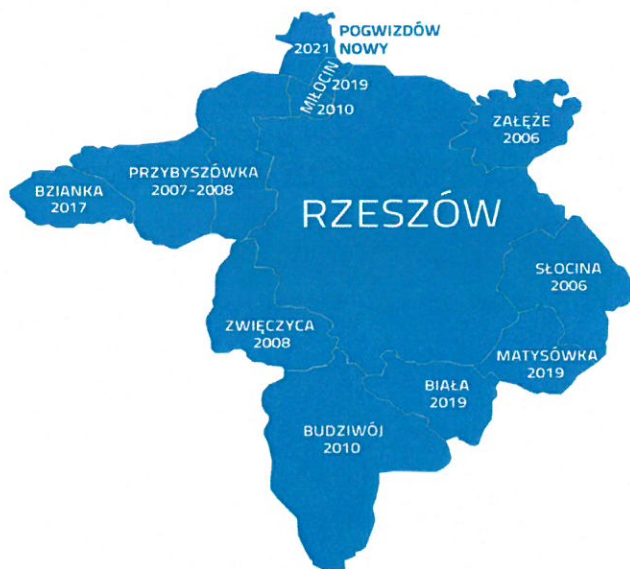 POGWIZDÓW
NOWY
2021
MIŁOCIN
2019
2010
ZAŁĘŻE
2006
PRZYBYSZÓWKA
2007-2008
BZIANKA
2017
RZESZÓW
SŁOCINA
2006
ZWIĘCZYCA
2008
MATYSÓWKA
2019
BIAŁA
2019
BUDZIWÓJ
2010